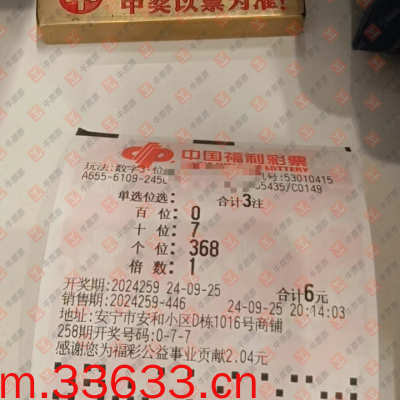 中奖以票为准!
中国福利彩票
LOTTERY
玩法:数字 位 机号:53010415
A655-6109-245 05435/C0149
单选位选: 合计3注
百 位: 0
十 位: 7
个 位: 368
倍 数: 1
开奖期:2024259 24-09-25 合计6元
销售期:2024259-446 24-09-25 20:14:03
地址:安宁市安和小区D栋1016号商铺
258期开奖号码:0-7-7
感谢您为福彩公益事业贡献2.04元
m.33633.cn